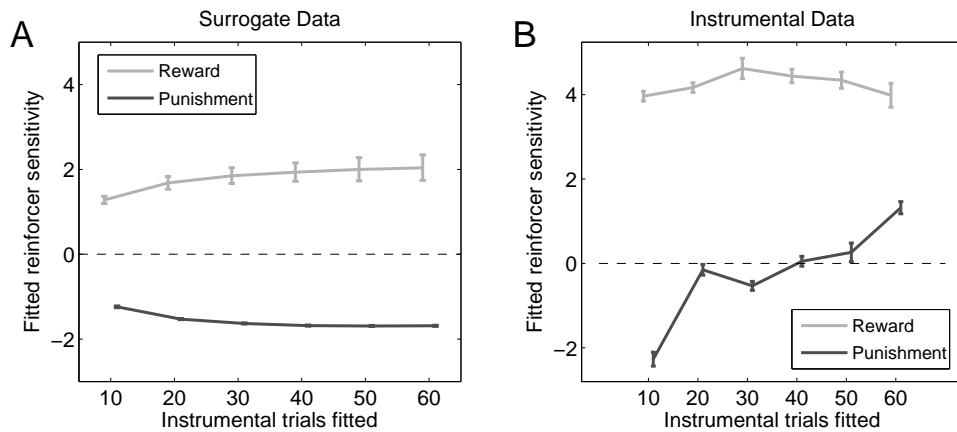 A
Surrogate Data
Fitted reinforcer sensitivity
4
2
0
−2
Reward
Punishment
10 20 30 40 50 60
Instrumental trials fitted
B
Instrumental Data
Fitted reinforcer sensitivity
4
2
0
−2
Reward
Punishment
10 20 30 40 50 60
Instrumental trials fitted